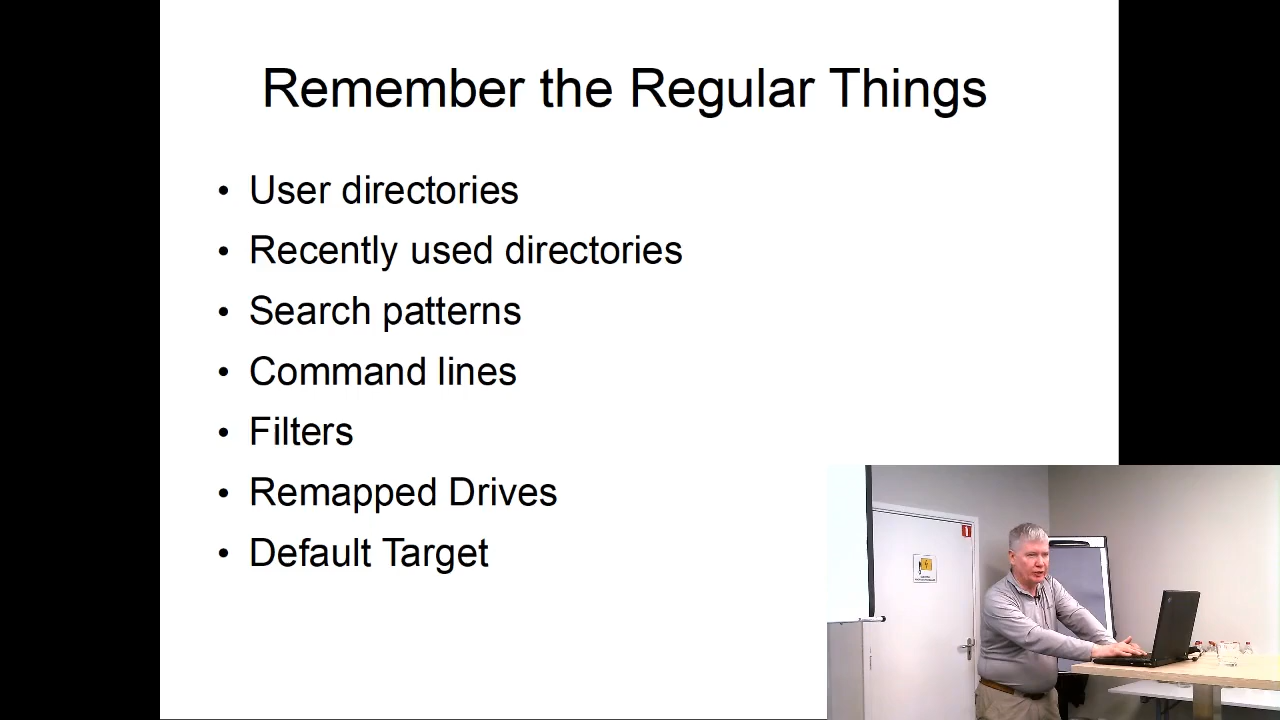 Remember the Regular Things
• User directories
• Recently used directories
• Search patterns
• Command lines
• Filters
• Remapped Drives
• Default Target